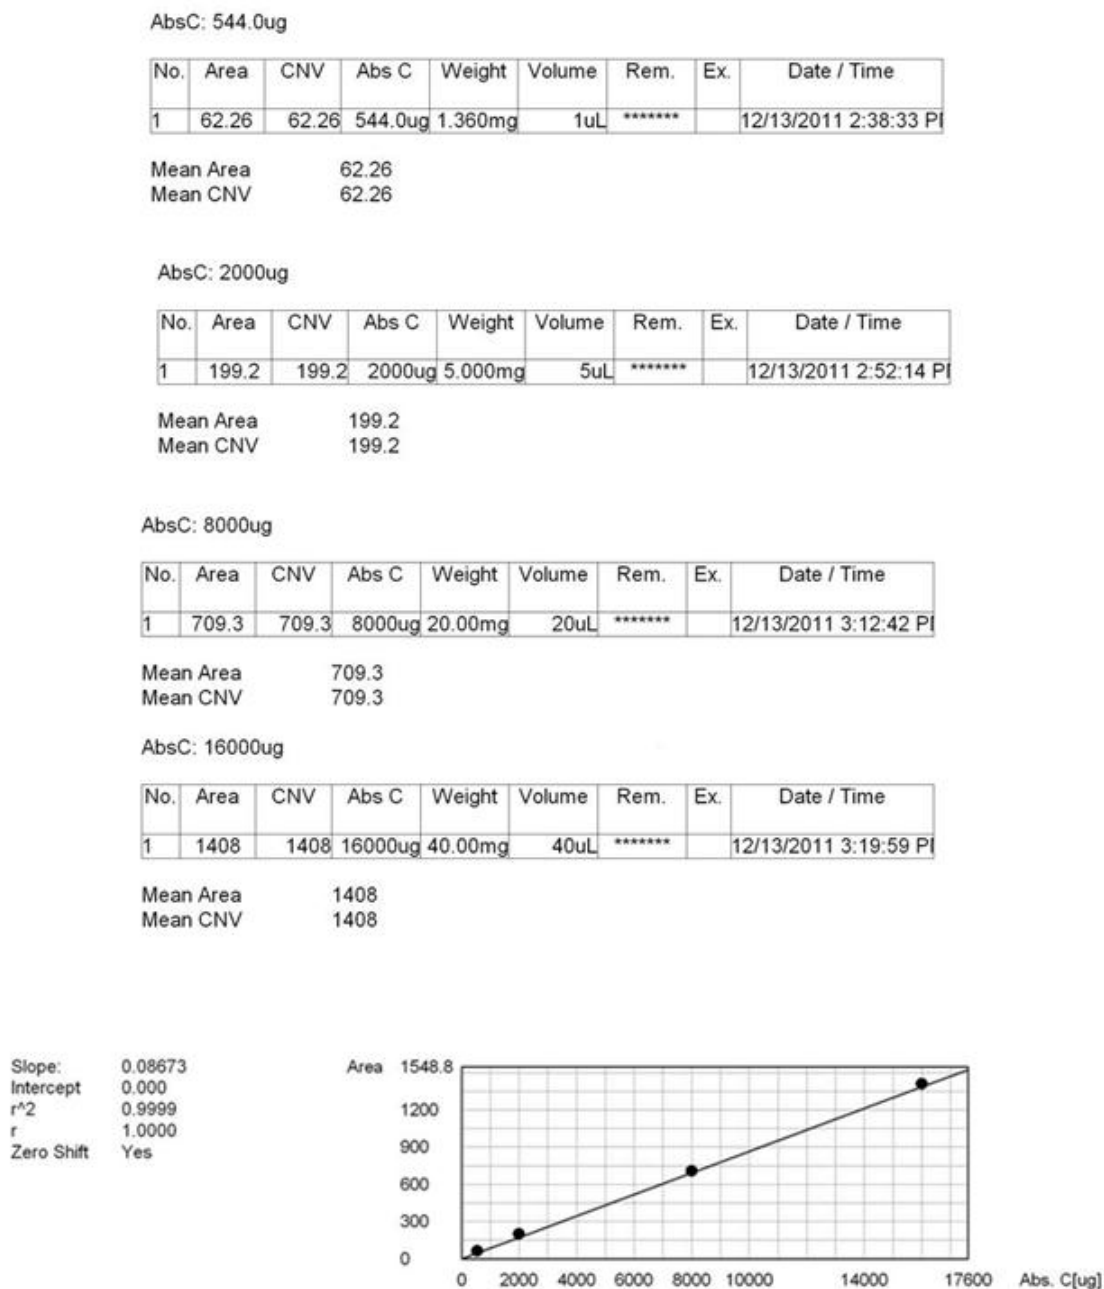 AbsC: 544.0ug
No. Area CNV Abs C Weight Volume Rem. Ex. Date / Time
1 62.26 62.26 544.0ug 1.360mg 1uL ******* 12/13/2011 2:38:33 P
Mean Area 62.26
Mean CNV 62.26
AbsC: 2000ug
No. Area CNV Abs C Weight Volume Rem. Ex. Date / Time
1 199.2 199.2 2000ug 5.000mg 5uL ******* 12/13/2011 2:52:14 P
Mean Area 199.2
Mean CNV 199.2
AbsC: 8000ug
No. Area CNV Abs C Weight Volume Rem. Ex. Date / Time
1 709.3 709.3 8000ug 20.00mg 20uL ******* 12/13/2011 3:12:42 P
Mean Area 709.3
Mean CNV 709.3
AbsC: 16000ug
No. Area CNV Abs C Weight Volume Rem. Ex. Date / Time
1 1408 1408 16000ug 40.00mg 40uL ******* 12/13/2011 3:19:59 P
Mean Area 1408
Mean CNV 1408
Slope: 0.08673
Intercept 0.000
r^2 0.9999
r 1.0000
Zero Shift Yes
Area 1548.8
1200
900
600
300
0
0 2000 4000 6000 8000 10000 14000 17600 Abs. C[ug]